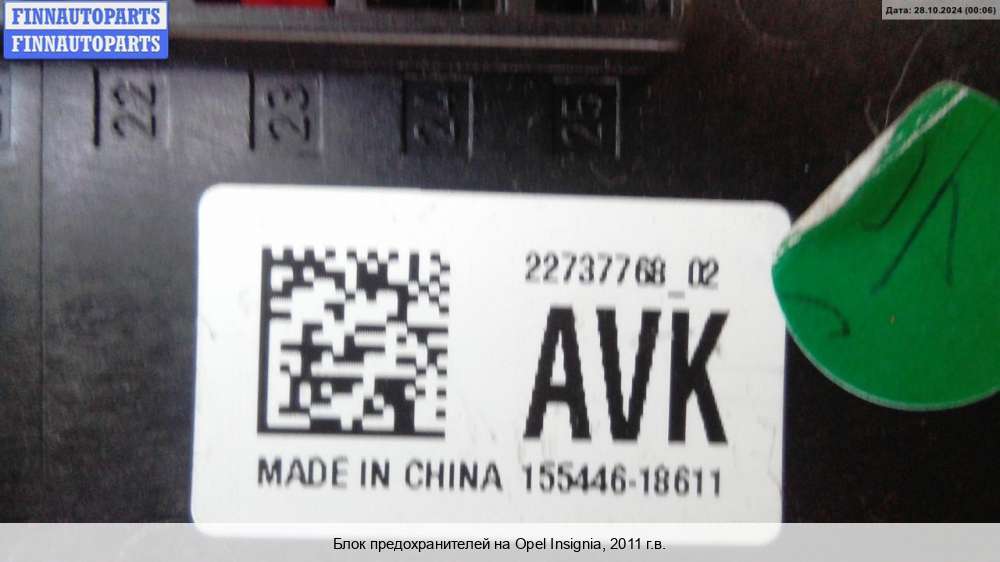 FINNAUTOPARTS
FINNAUTOPARTS
Дата: 28.10.2024 (00:06)
22 23 24 25
22737768_02
AVK
MADE IN CHINA 155446-18611
Блок предохранителей на Opel Insignia, 2011 г.в.